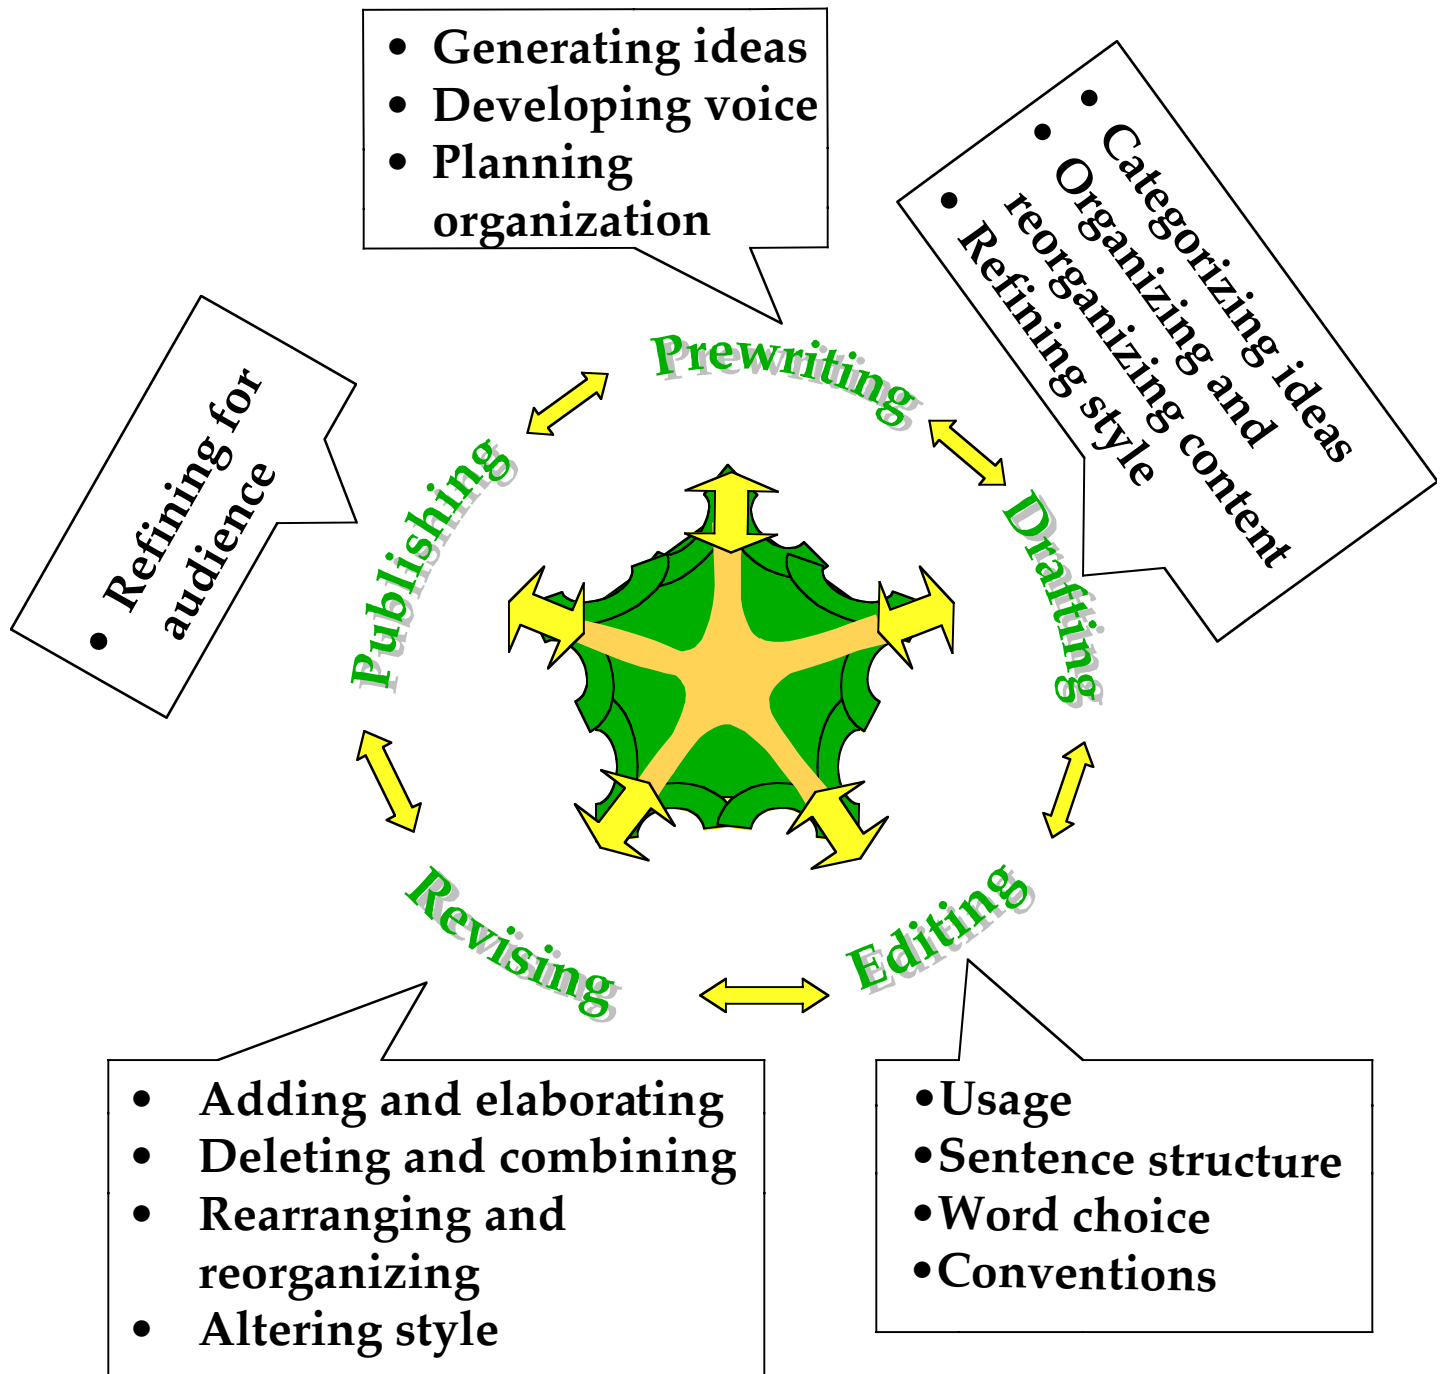 • Generating ideas
• Developing voice
• Planning
organization
• Categorizing ideas
• Organizing and
reorganizing content
• Refining style
• Refining for
audience
Prewriting
Drafting
Editing
Revising
Publishing
• Adding and elaborating
• Deleting and combining
• Rearranging and
reorganizing
• Altering style
•Usage
•Sentence structure
•Word choice
•Conventions